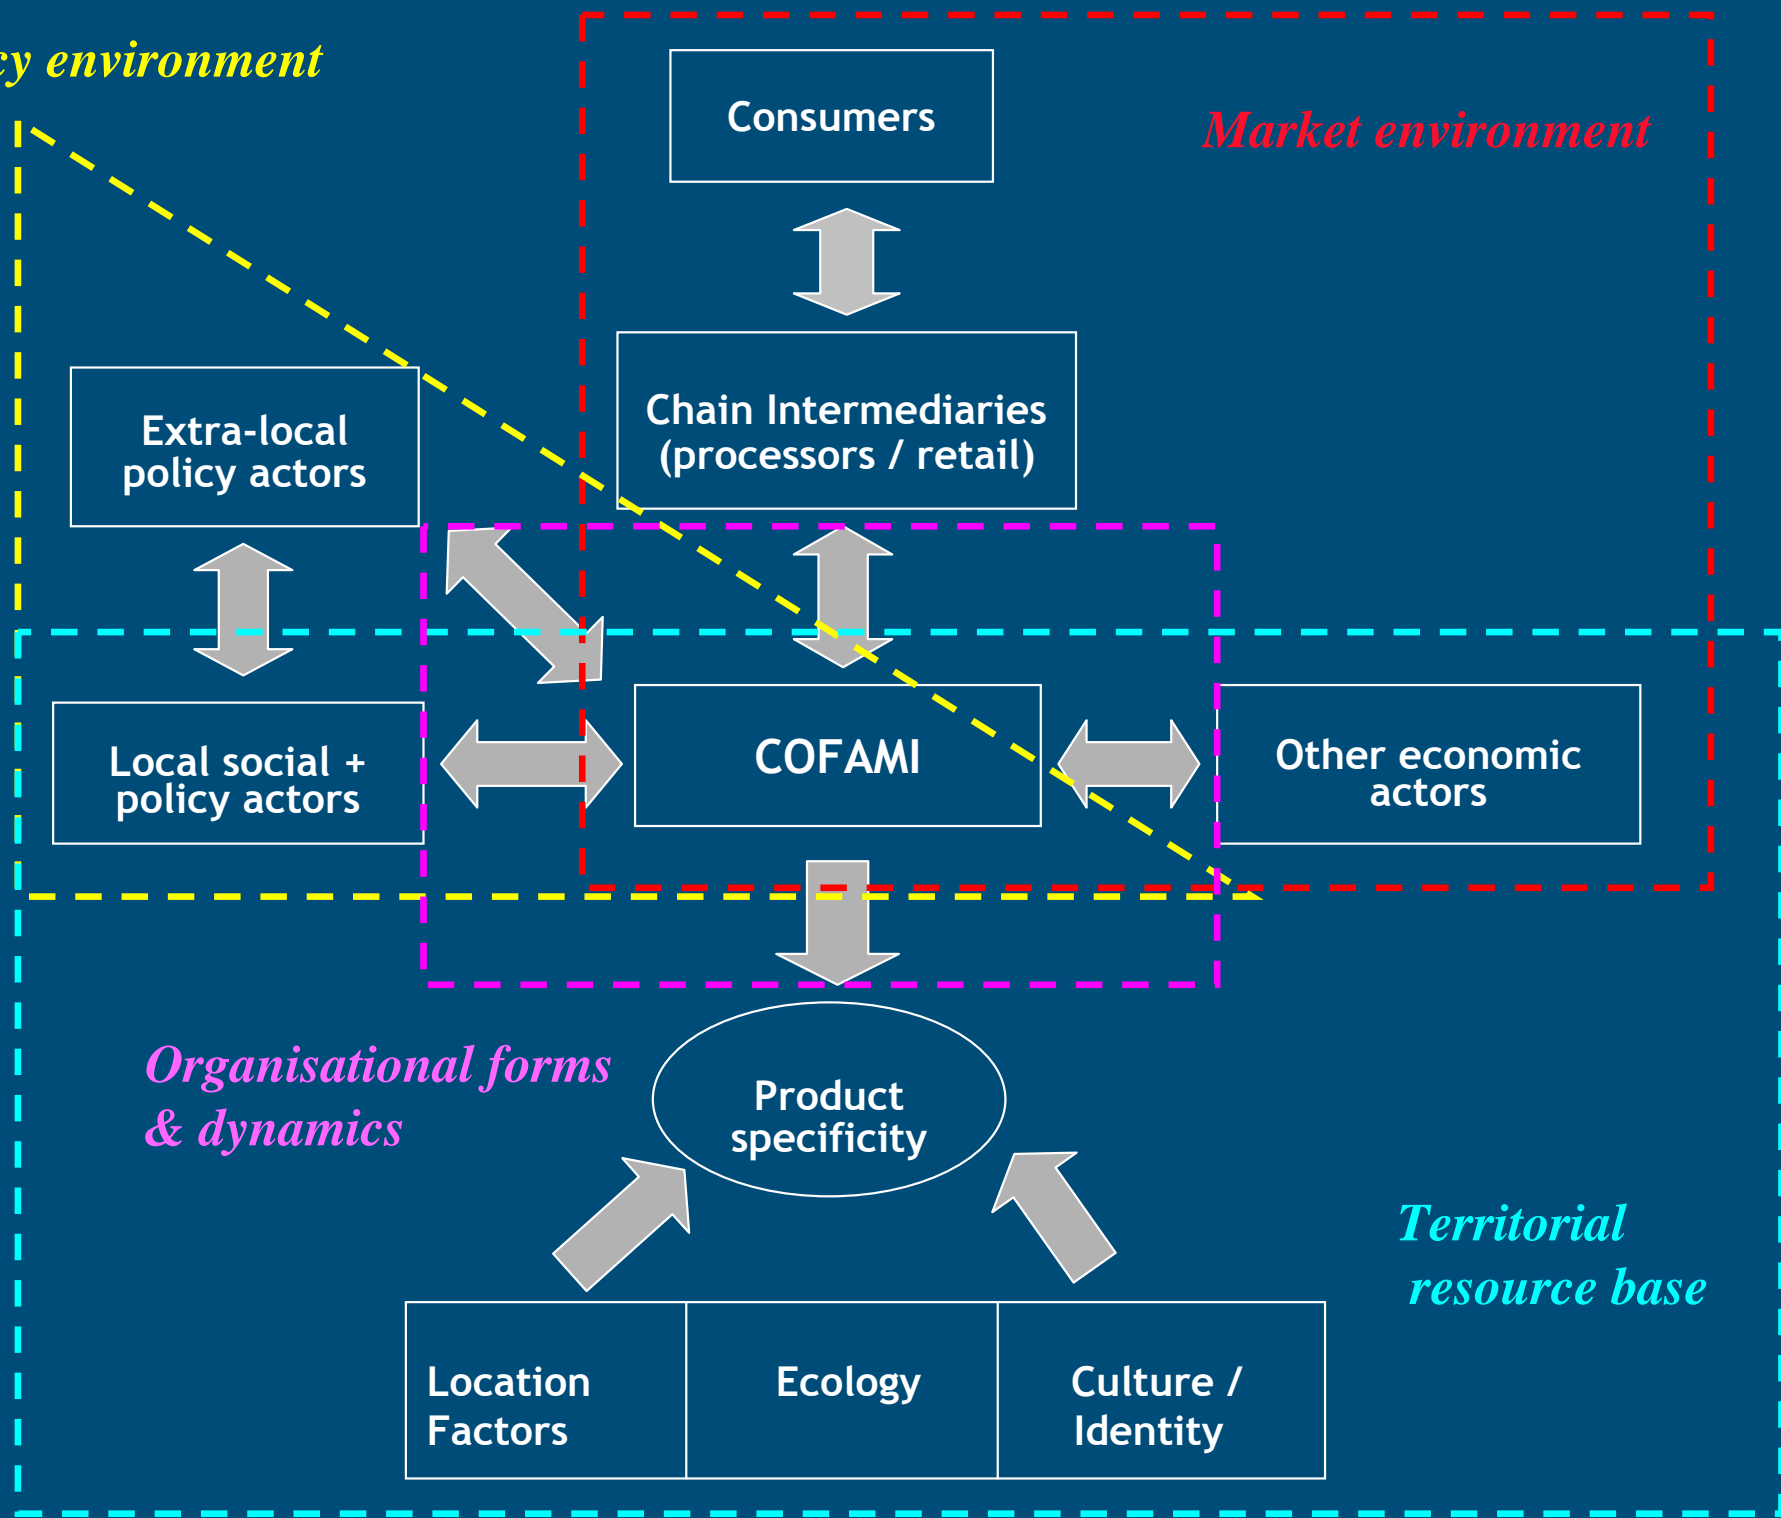 cy environment
Consumers
Market environment
Chain Intermediaries
(processors / retail)
Extra-local
policy actors
Local social +
policy actors
COFAMI
Other economic
actors
Organisational forms
& dynamics
Product
specificity
Territorial
resource base
Location
Factors
Ecology
Culture /
Identity